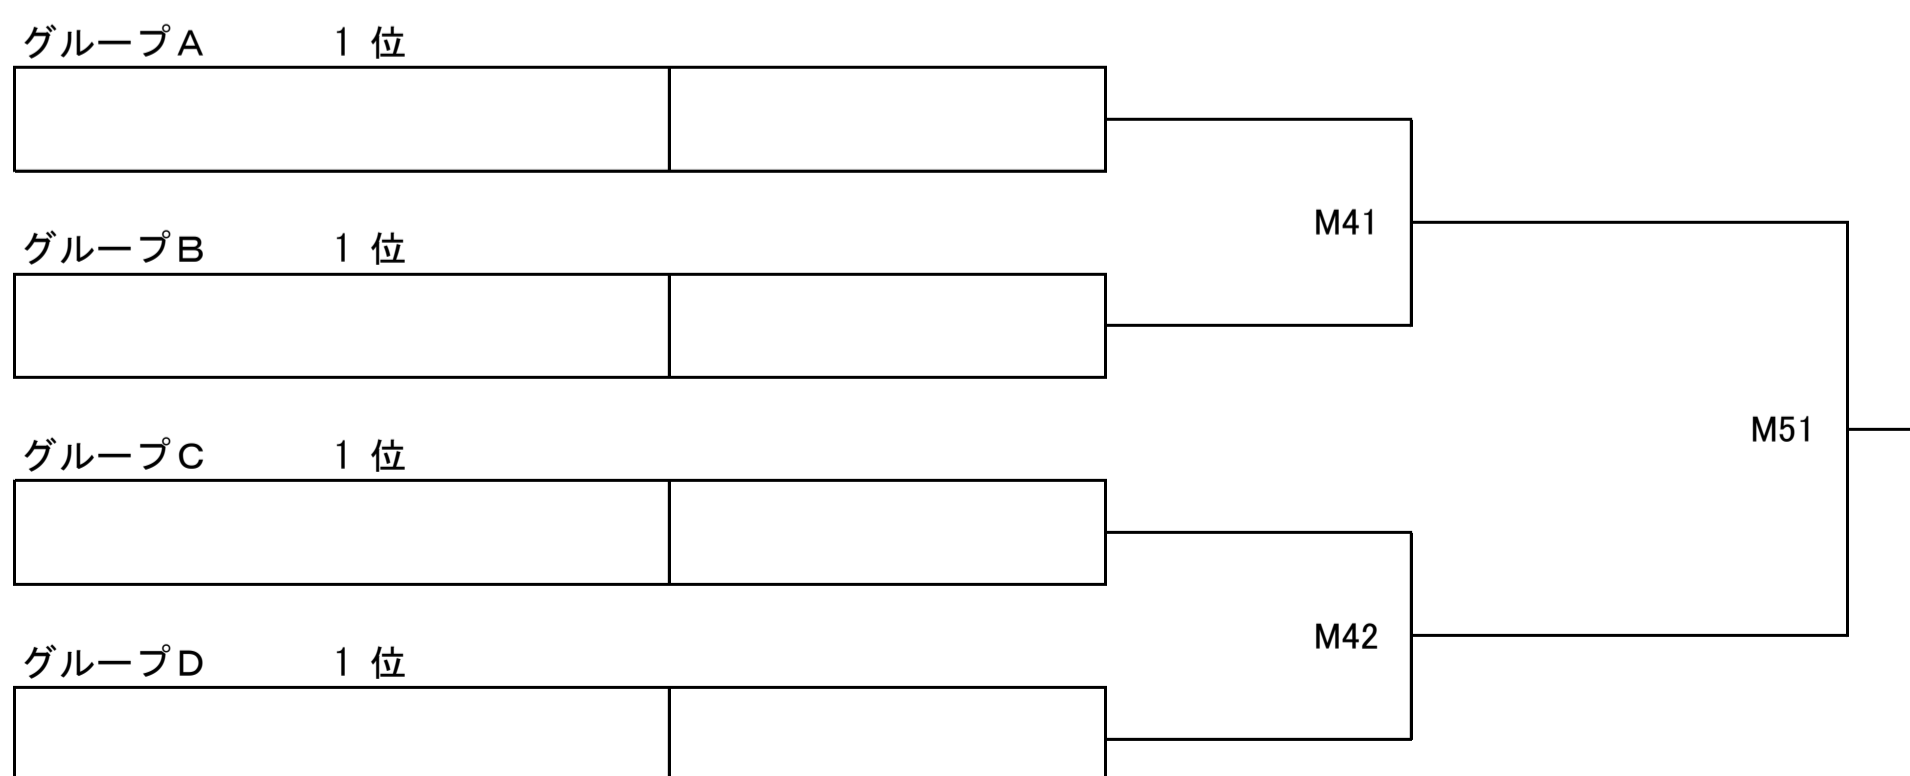 グループA 1 位
M41
グループB 1 位
M51
グループC 1 位
M42
グループD 1 位